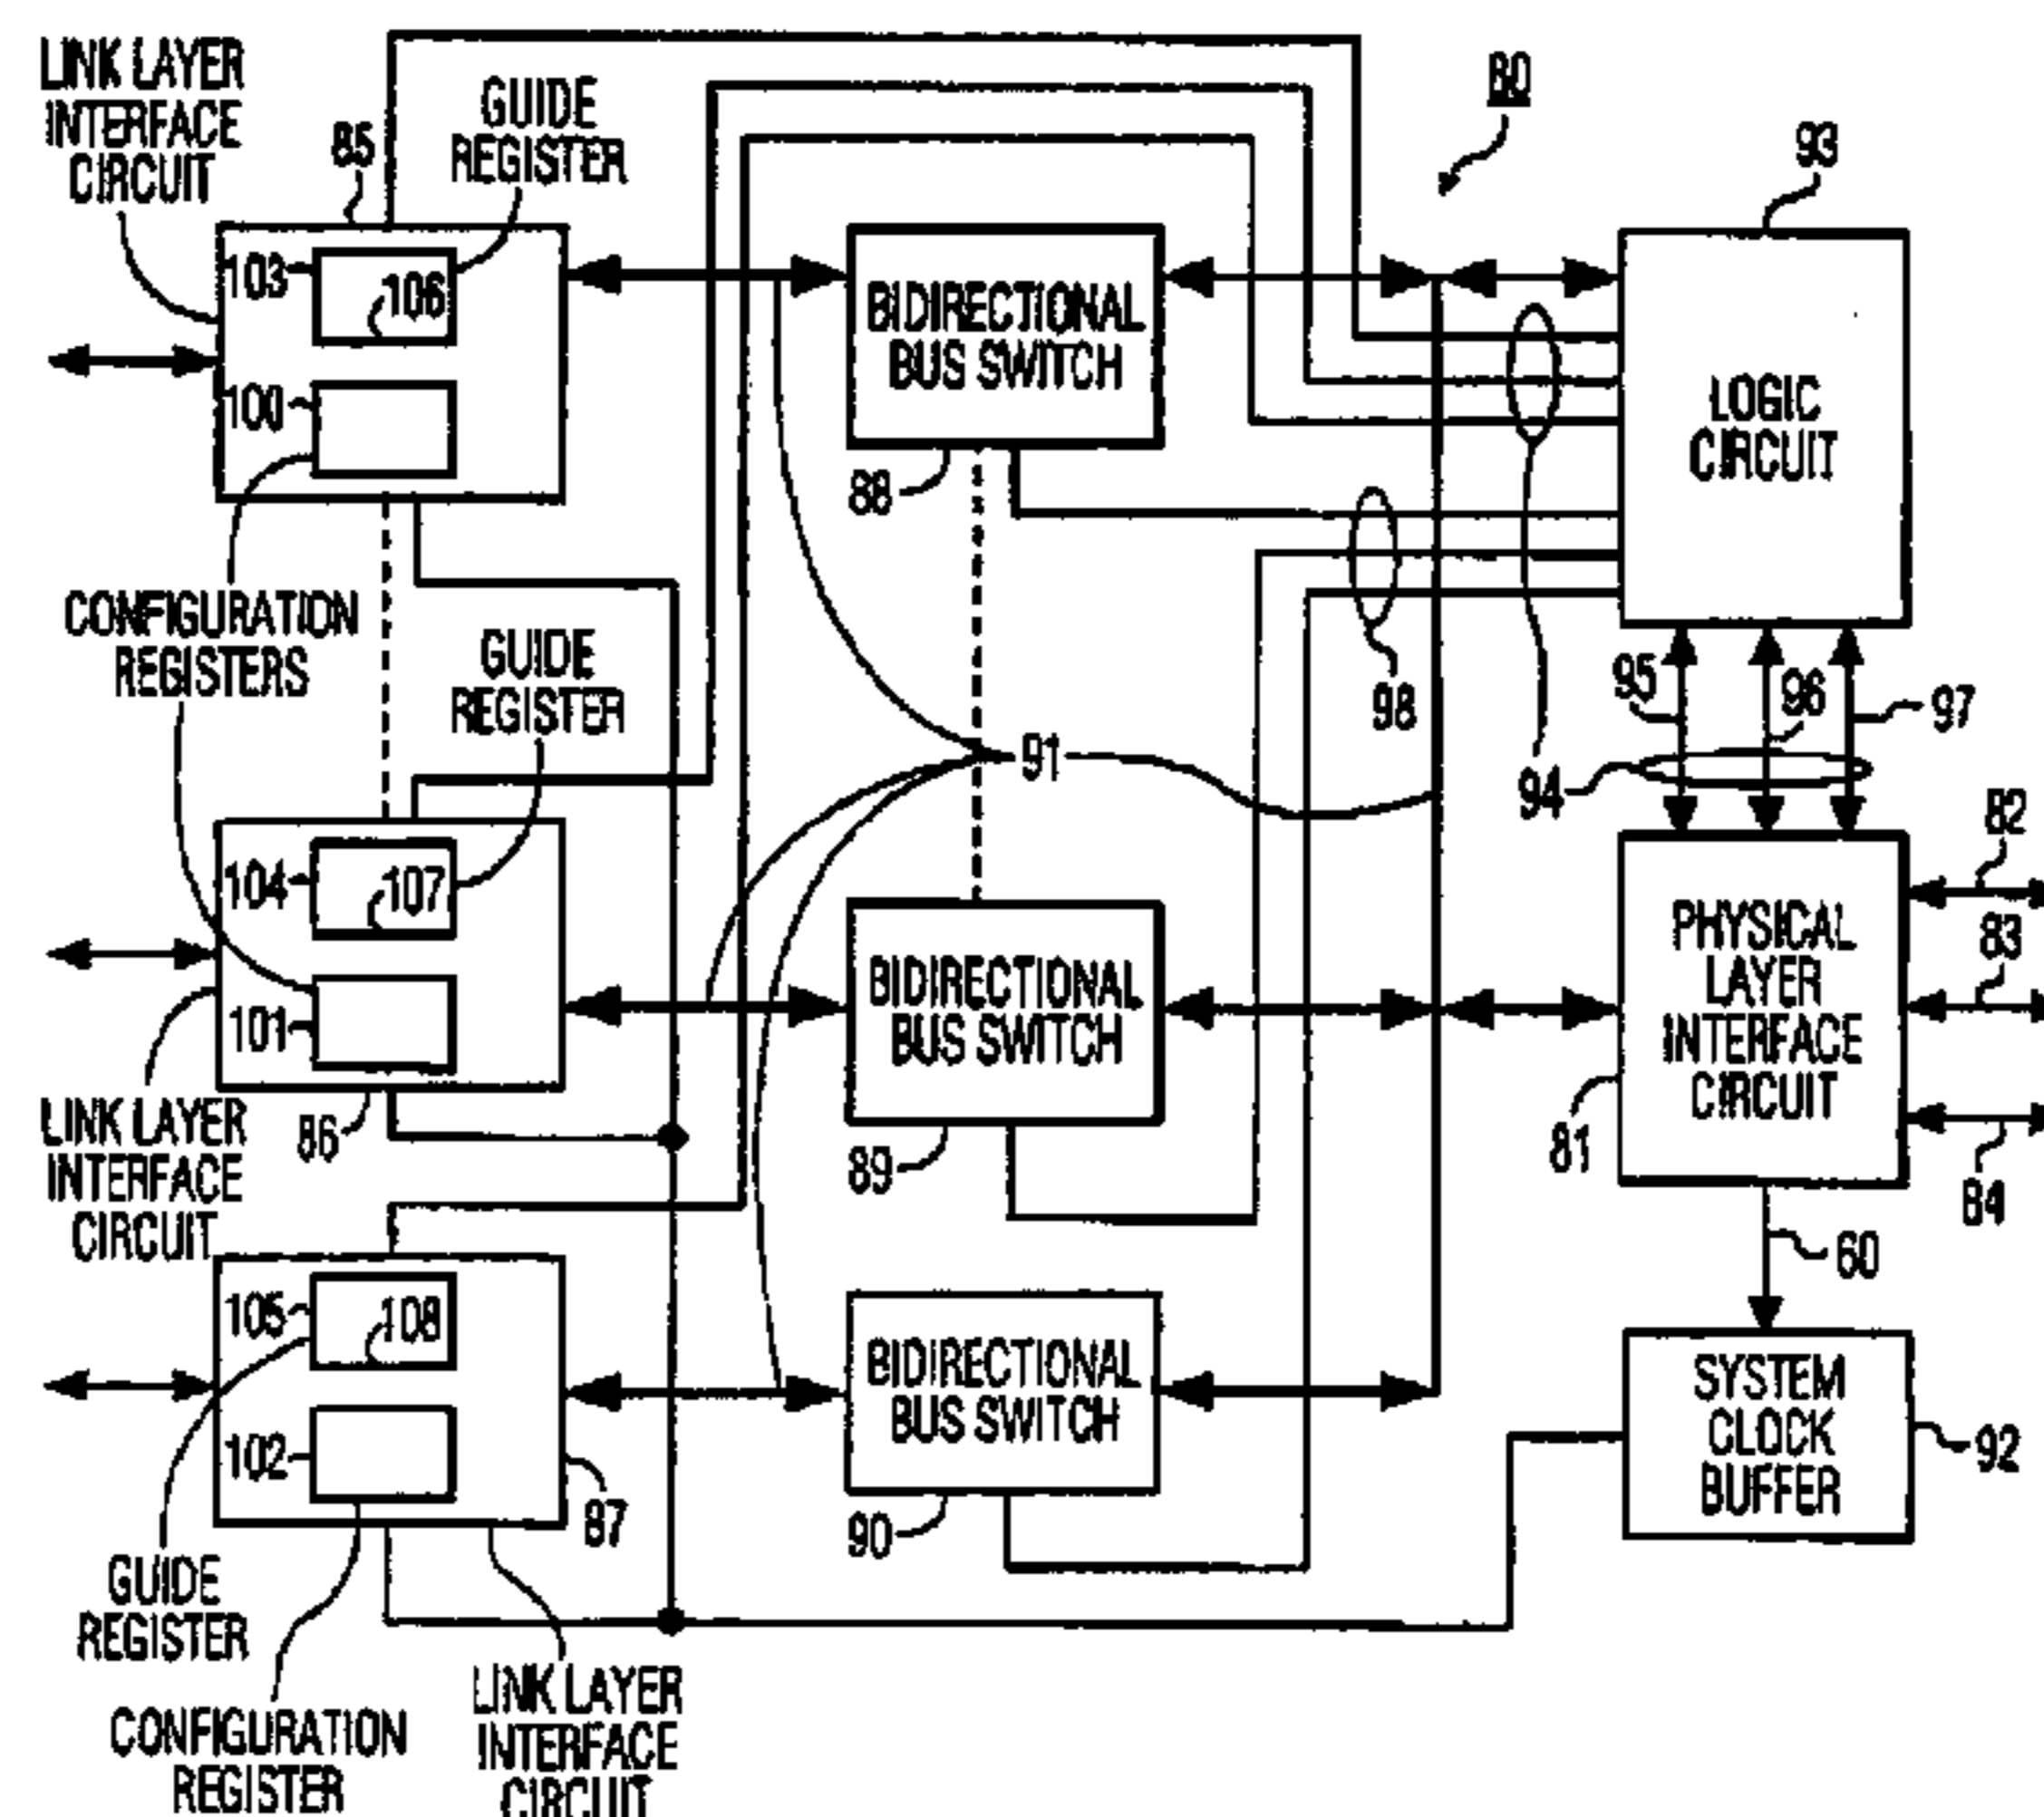 LINK LAYER
INTERFACE
CIRCUIT
85
GUIDE
REGISTER
80
93
103
106
100
BIDIRECTIONAL
BUS SWITCH
88
LOGIC
CIRCUIT
CONFIGURATION
REGISTERS
GUIDE
REGISTER
98
95
96
97
91
94
82
104
107
101
BIDIRECTIONAL
BUS SWITCH
89
PHYSICAL
LAYER
INTERFACE
CIRCUIT
83
81
84
LINK LAYER
INTERFACE
CIRCUIT
86
60
105
108
102
87
BIDIRECTIONAL
BUS SWITCH
90
SYSTEM
CLOCK
BUFFER
92
GUIDE
REGISTER
CONFIGURATION
REGISTER
LINK LAYER
INTERFACE
CIRCUIT